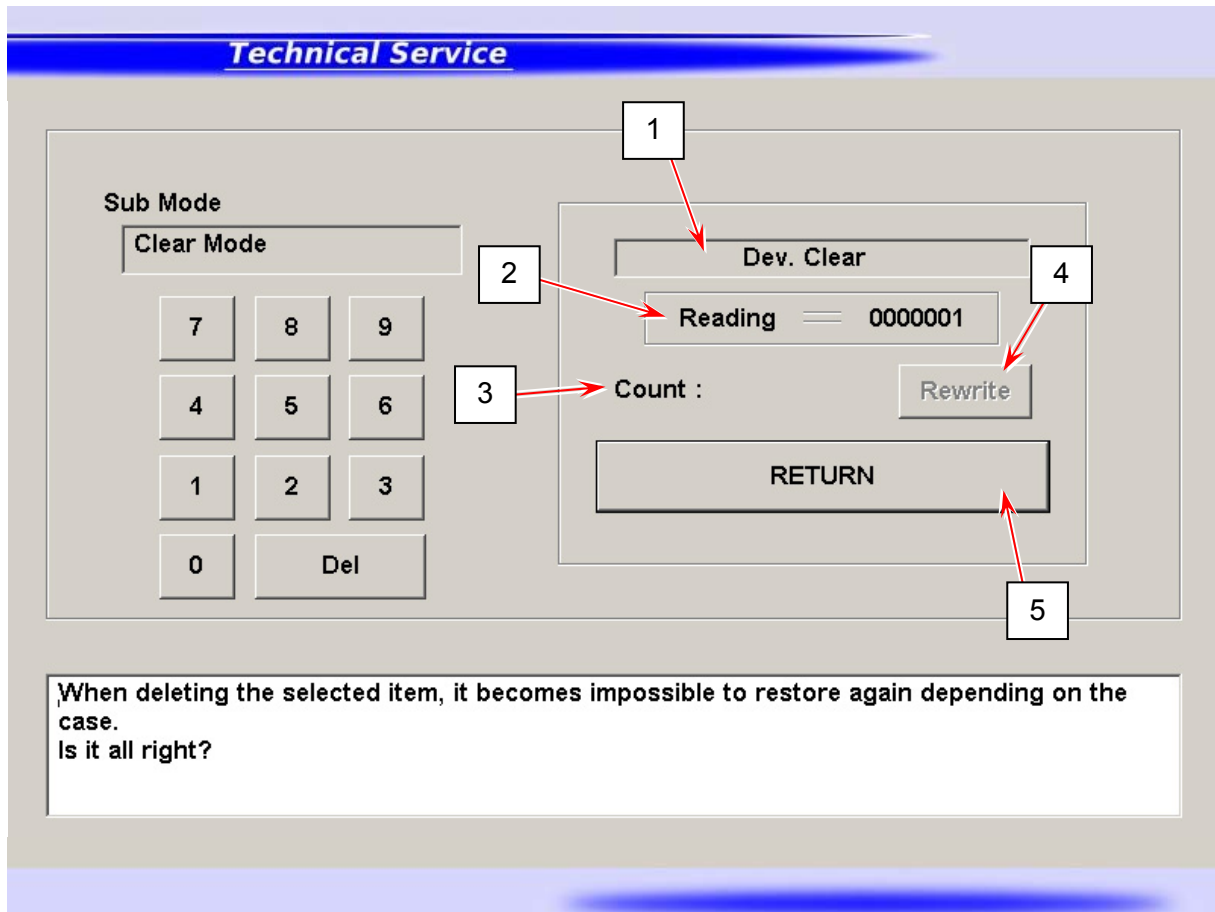 Technical Service
1
Sub Mode
Clear Mode
Dev. Clear
2
4
Reading = 0000001
7 8 9
3
Count :
Rewrite
4 5 6
RETURN
1 2 3
0 Del
5
When deleting the selected item, it becomes impossible to restore again depending on the
case.
Is it all right?